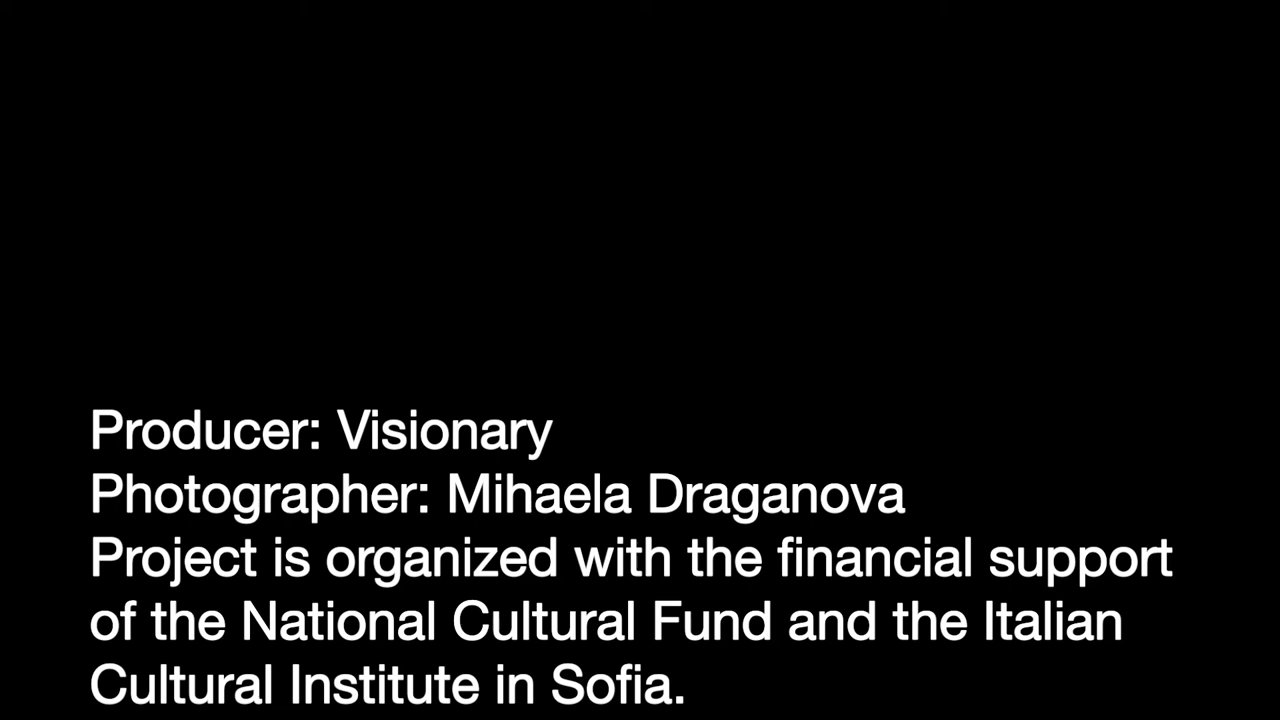 Producer: Visionary
Photographer: Mihaela Draganova
Project is organized with the financial support
of the National Cultural Fund and the Italian
Cultural Institute in Sofia.